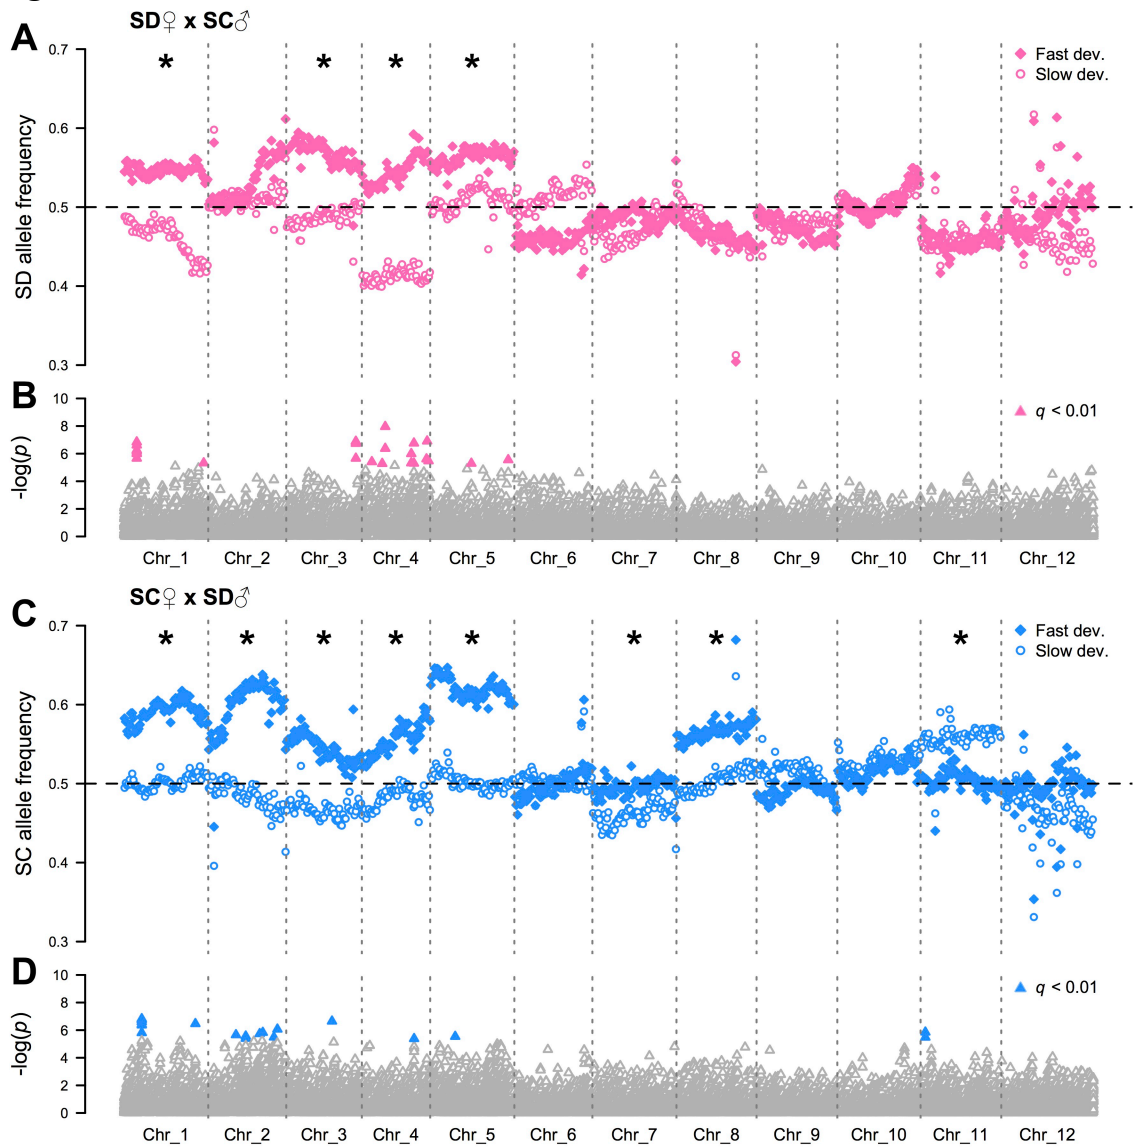 SD♀ x SC♂
A
0.7
0.6
0.5
0.4
0.3
SD allele frequency
* * * *
Fast dev.
Slow dev.
B
10
8
6
4
2
0
-log(p)
q < 0.01
Chr_1 Chr_2 Chr_3 Chr_4 Chr_5 Chr_6 Chr_7 Chr_8 Chr_9 Chr_10 Chr_11 Chr_12
SC♀ x SD♂
C
0.7
0.6
0.5
0.4
0.3
SC allele frequency
* * * * * * * *
Fast dev.
Slow dev.
D
10
8
6
4
2
0
-log(p)
q < 0.01
Chr_1 Chr_2 Chr_3 Chr_4 Chr_5 Chr_6 Chr_7 Chr_8 Chr_9 Chr_10 Chr_11 Chr_12